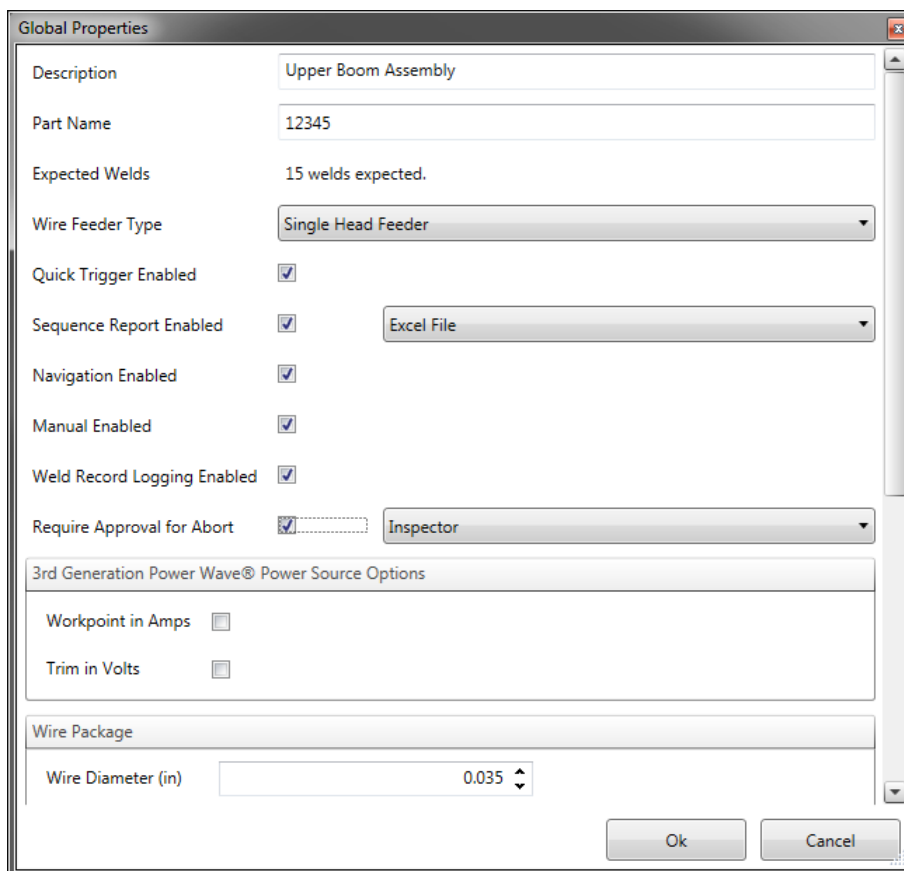 Global Properties
Description Upper Boom Assembly
Part Name 12345
Expected Welds 15 welds expected.
Wire Feeder Type Single Head Feeder
Quick Trigger Enabled
Sequence Report Enabled Excel File
Navigation Enabled
Manual Enabled
Weld Record Logging Enabled
Require Approval for Abort Inspector
3rd Generation Power Wave® Power Source Options
Workpoint in Amps
Trim in Volts
Wire Package
Wire Diameter (in) 0.035
Ok Cancel